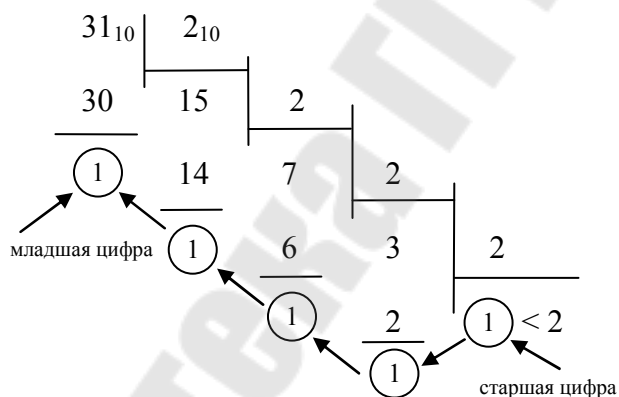 31₁₀ 2₁₀
30 15 2
1 14 7 2
младшая цифра 1 6 3 2
1 2 1 < 2
1 старшая цифра